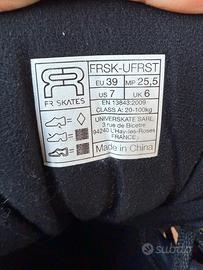 FR SKATES
FRSK-UFRST
EU 39 MP 25,5
US 7 UK 6
EN 13843:2009
CLASS A: 20-100kg
UNIVERSKATE SARL
3 rue de Bicetre
94240 L'Hay-les-Roses
FRANCE
Made in China
subito